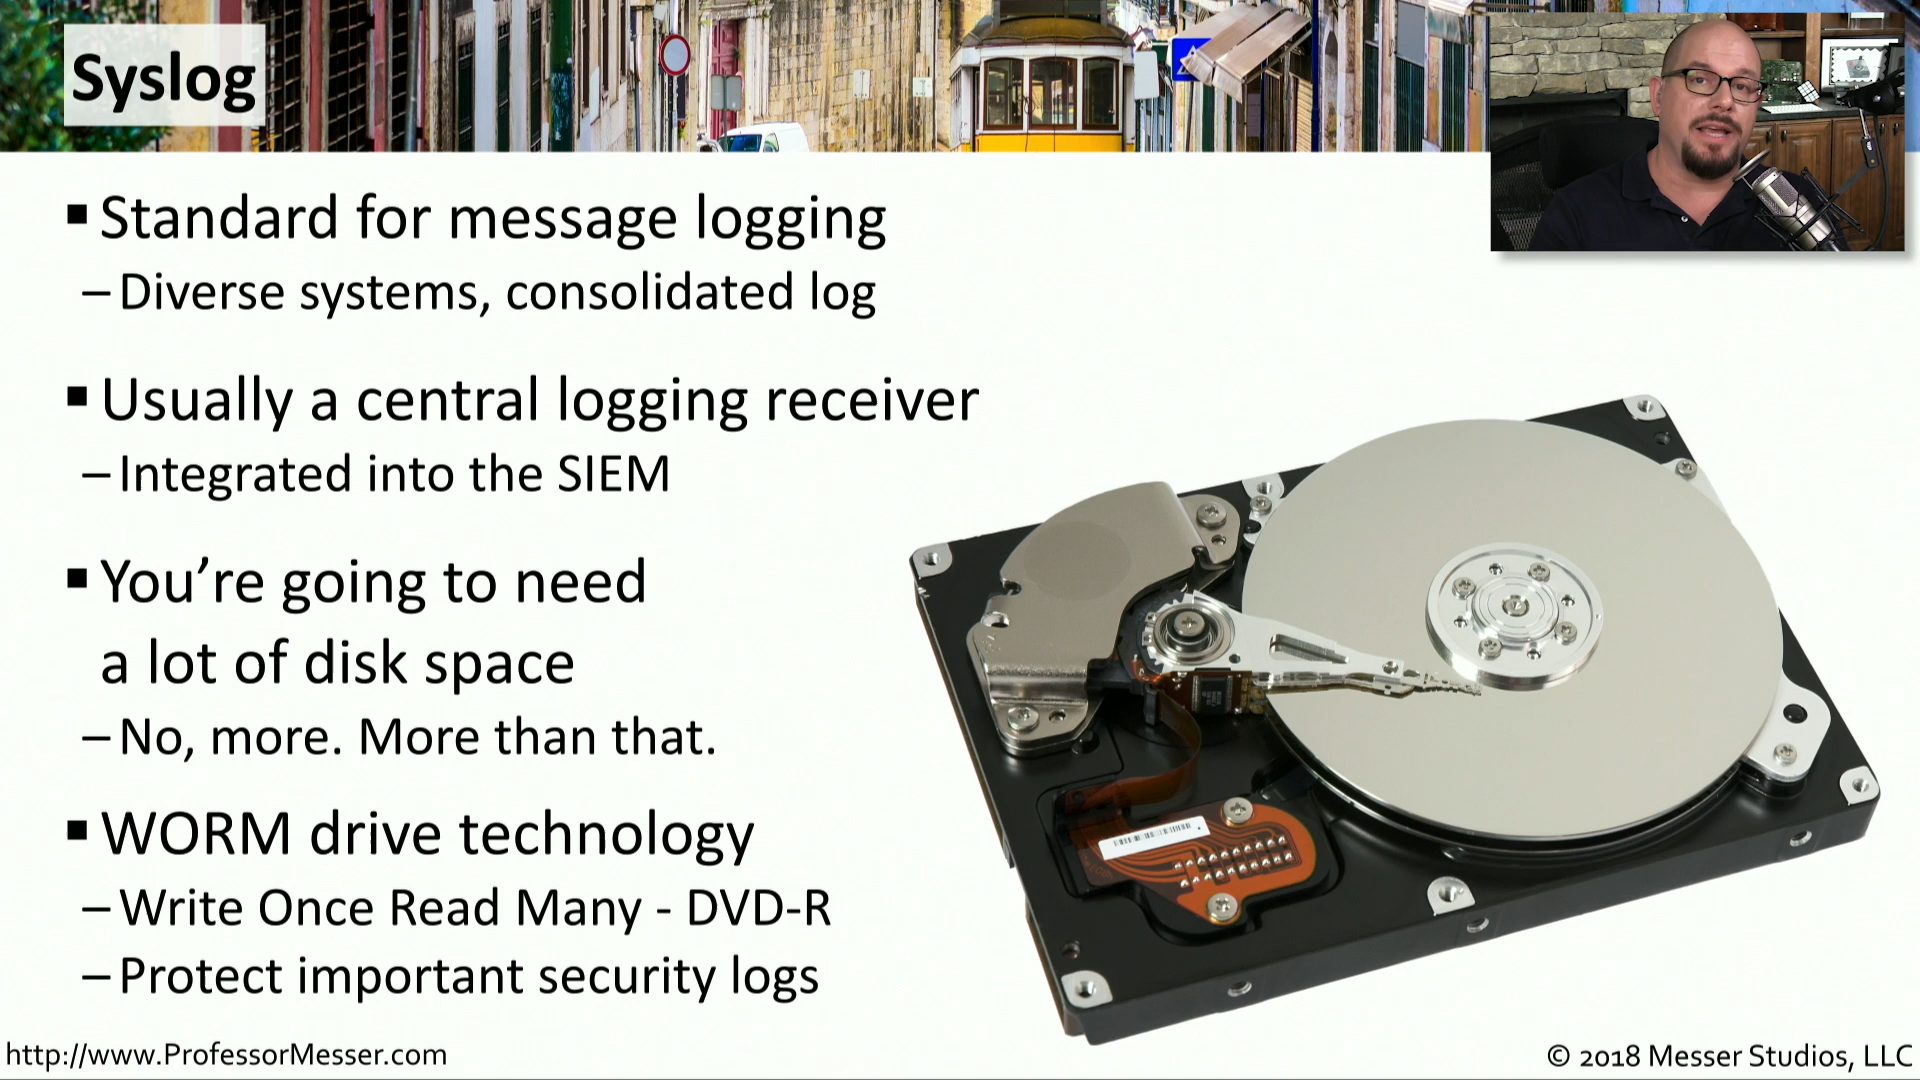 Syslog
▪ Standard for message logging
– Diverse systems, consolidated log
▪ Usually a central logging receiver
– Integrated into the SIEM
▪ You’re going to need
a lot of disk space
– No, more. More than that.
▪ WORM drive technology
– Write Once Read Many - DVD-R
– Protect important security logs
http://www.ProfessorMesser.com
© 2018 Messer Studios, LLC